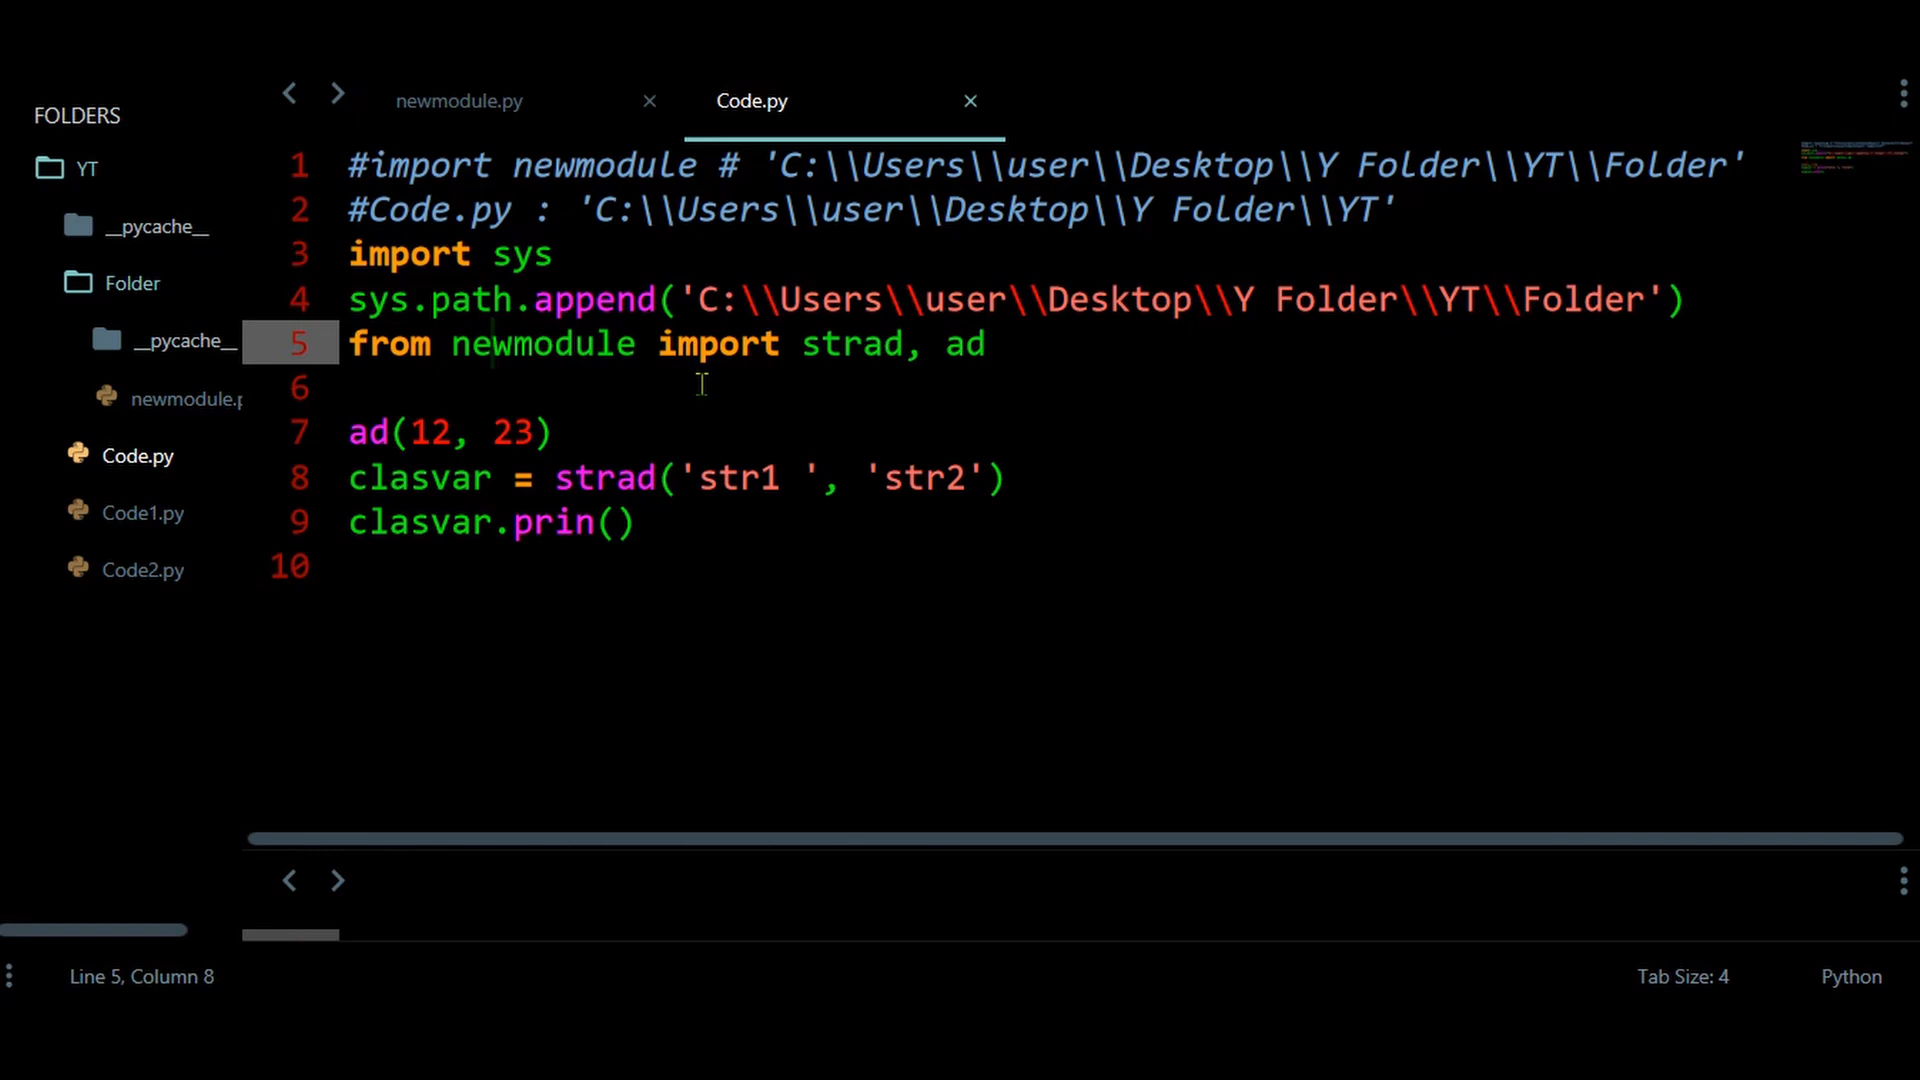 FOLDERS
YT
__pycache__
Folder
__pycache__
newmodule.p
Code.py
Code1.py
Code2.py
newmodule.py
Code.py
1 #import newmodule # 'C:\\Users\\user\\Desktop\\Y Folder\\YT\\Folder'
2 #Code.py : 'C:\\Users\\user\\Desktop\\Y Folder\\YT'
3 import sys
4 sys.path.append('C:\\Users\\user\\Desktop\\Y Folder\\YT\\Folder')
5 from newmodule import strad, ad
6
7 ad(12, 23)
8 clasvar = strad('str1 ', 'str2')
9 clasvar.prin()
10
Line 5, Column 8
Tab Size: 4
Python